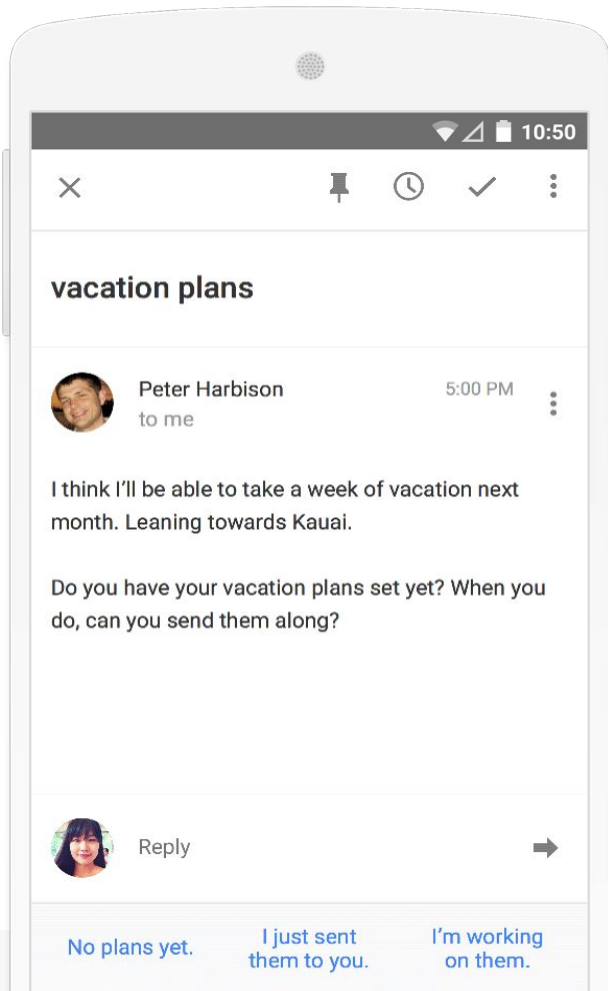 10:50
vacation plans
Peter Harbison
5:00 PM
to me
I think I’ll be able to take a week of vacation next
month. Leaning towards Kauai.
Do you have your vacation plans set yet? When you
do, can you send them along?
Reply
No plans yet.
I just sent
them to you.
I’m working
on them.